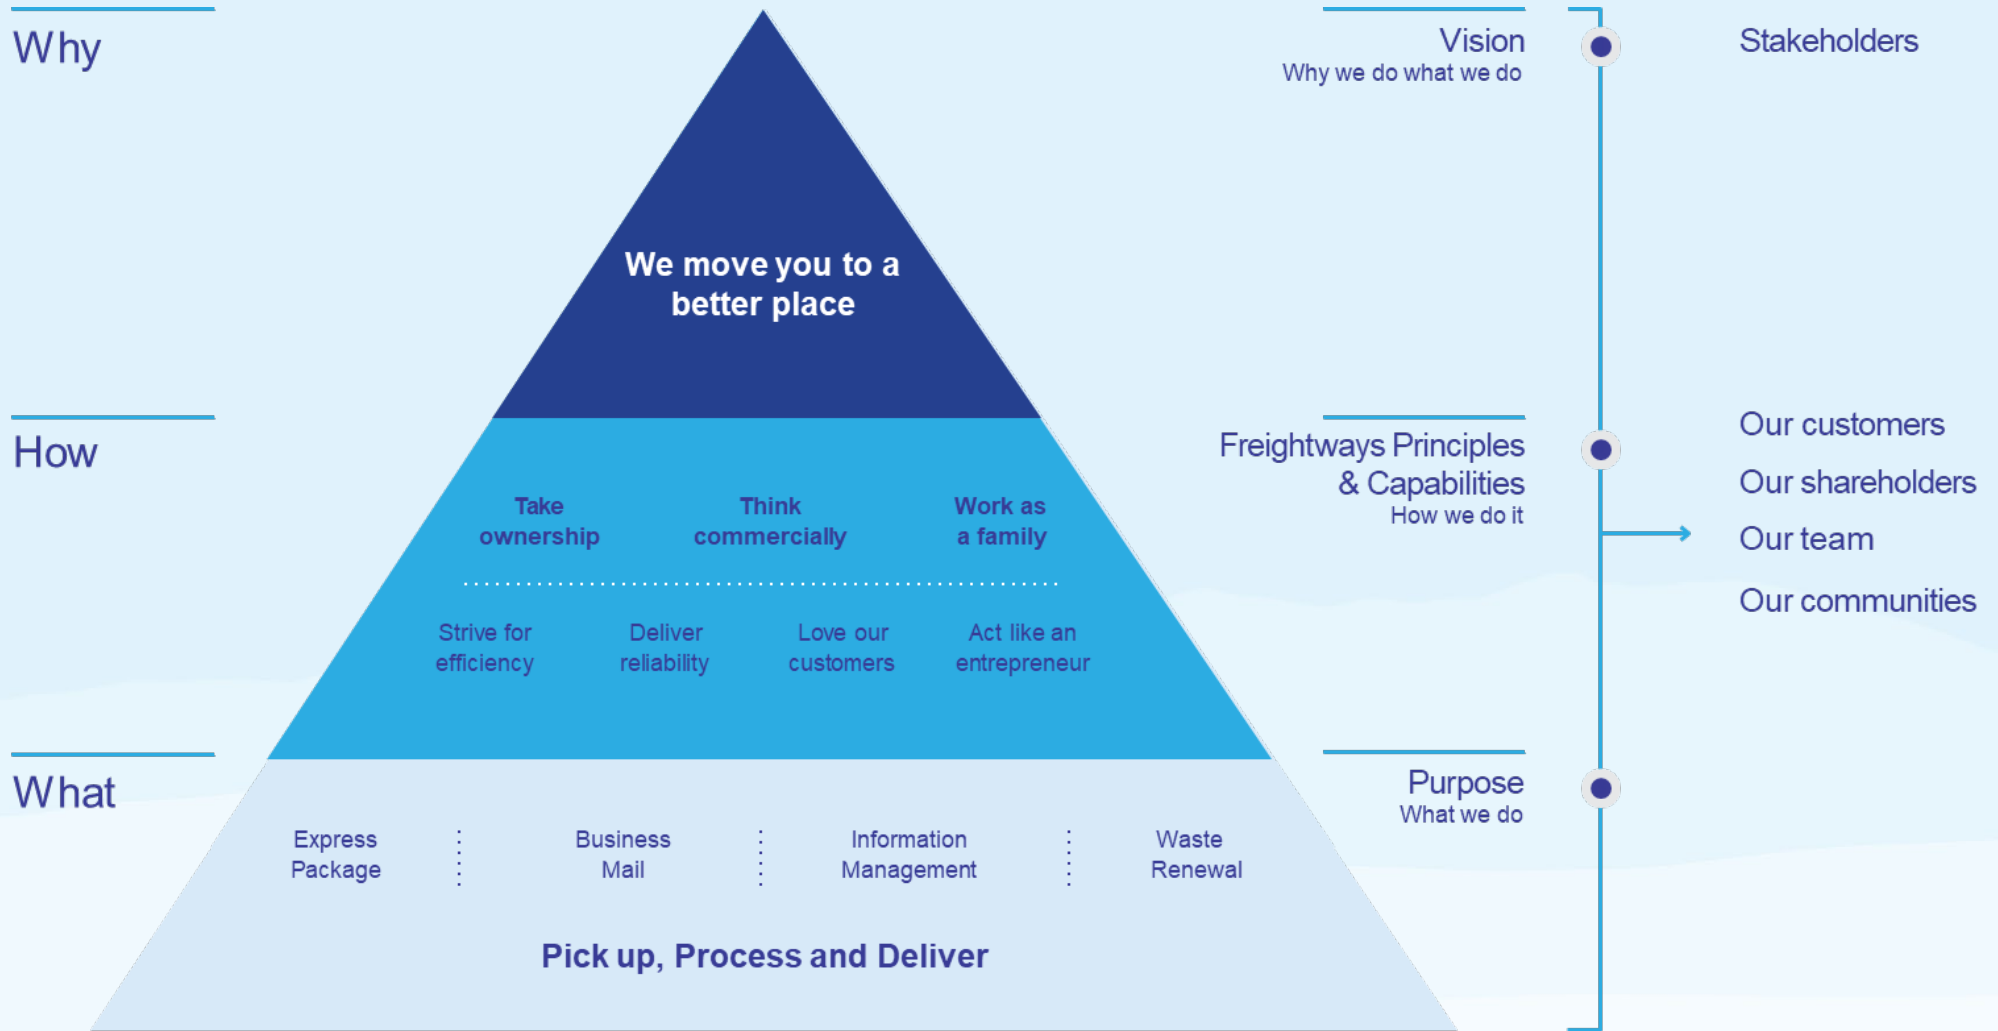 Why
We move you to a
better place
Vision
Why we do what we do
Stakeholders
How
Take
ownership
Think
commercially
Work as
a family
Strive for
efficiency
Deliver
reliability
Love our
customers
Act like an
entrepreneur
Freightways Principles
& Capabilities
How we do it
Our customers
Our shareholders
Our team
Our communities
What
Express
Package
Business
Mail
Information
Management
Waste
Renewal
Pick up, Process and Deliver
Purpose
What we do